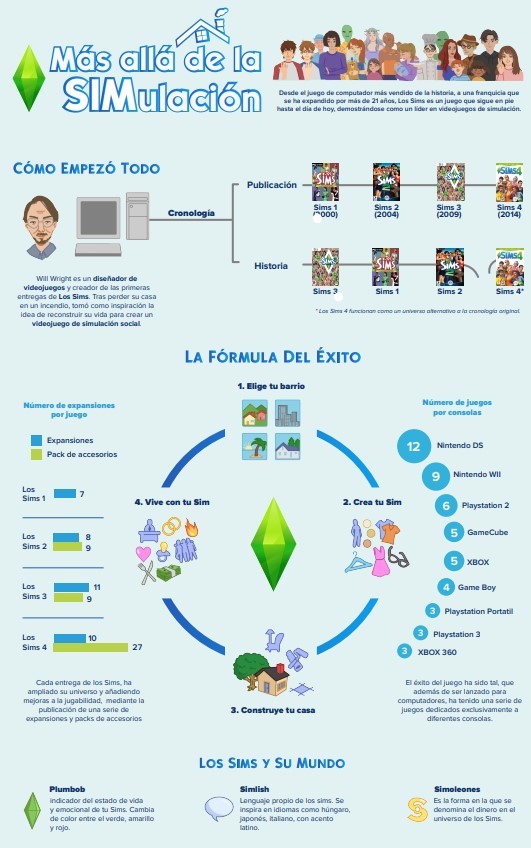 Más allá de la
SIMulación
Desde el juego de computador más vendido de la historia, a una franquicia que
se ha expandido por más de 21 años, Los Sims es un juego que sigue en pie
hasta el día de hoy, demostrándose como un líder en videojuegos de simulación.
Cómo Empezó Todo
Cronología
Publicación
Sims 1 Sims 2 Sims 3 Sims 4
(2000) (2004) (2009) (2014)
Historia
Sims 3 Sims 1 Sims 2 Sims 4*
* Los Sims 4 funcionan como un universo alternativo a la cronología original.
Will Wright es un diseñador de
videojuegos y creador de las primeras
entregas de Los Sims. Tras perder su casa
en un incendio, tomó como inspiración la
idea de reconstruir su vida para crear un
videojuego de simulación social.
La Fórmula Del Éxito
1. Elige tu barrio
2. Crea tu Sim
3. Construye tu casa
4. Vive con tu Sim
Número de expansiones
por juego
Expansiones
Pack de accesorios
Los
Sims 1
7
Los
Sims 2
8
9
Los
Sims 3
11
9
Los
Sims 4
10
27
Cada entrega de los Sims, ha
ampliado su universo y añadiendo
mejoras a la jugabilidad, mediante la
publicación de una serie de
expansiones y packs de accesorios
Número de juegos
por consolas
12 Nintendo DS
9 Nintendo WII
6 Playstation 2
5 GameCube
5 XBOX
4 Game Boy
3 Playstation Portatil
3 Playstation 3
3 XBOX 360
El éxito del juego ha sido tal, que
además de ser lanzado para
computadores, ha tenido una serie de
juegos dedicados exclusivamente a
diferentes consolas.
Los Sims y Su Mundo
Plumbob
indicador del estado de vida
y emocional de tu Sims. Cambia
de color entre el verde, amarillo
y rojo.
Simlish
Lenguaje propio de los sims. Se
inspira en idiomas como húngaro,
japonés, italiano, con acento
latino.
Simoleones
Es la forma en la que se
denomina el dinero en el
universo de los Sims.